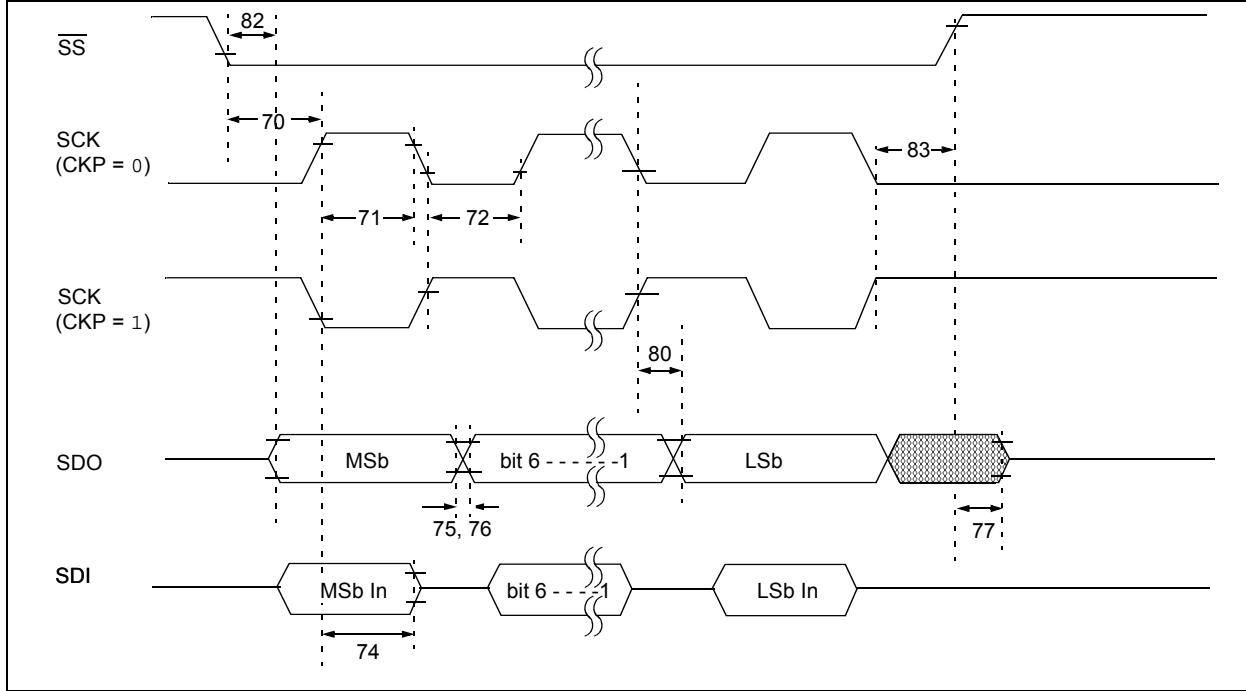 82
SS
70
SCK
(CKP = 0)
83
71
72
SCK
(CKP = 1)
80
SDO
MSb
bit 6 - - - - - -1
LSb
75, 76
77
SDI
MSb In
bit 6 - - - -1
LSb In
74